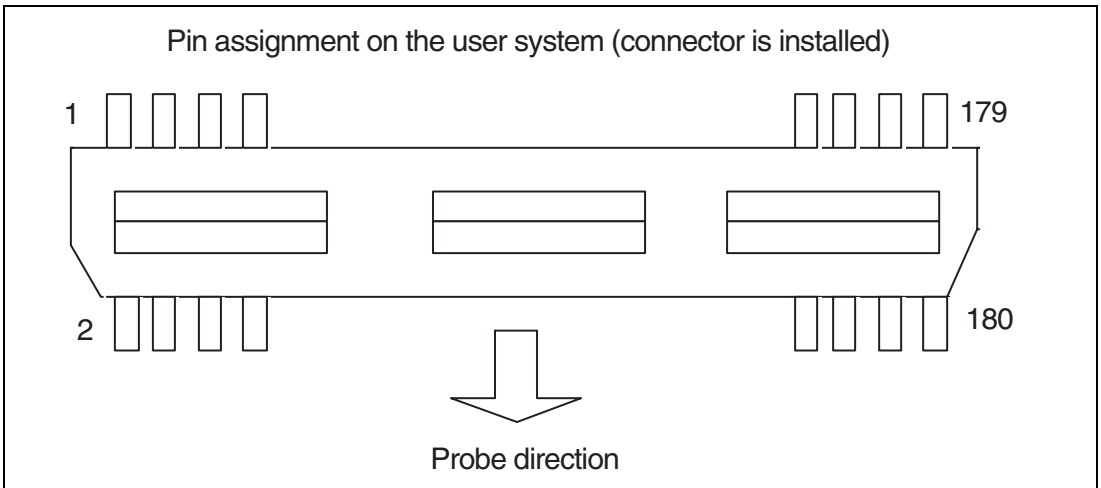 Pin assignment on the user system (connector is installed)
1
179
2
180
Probe direction